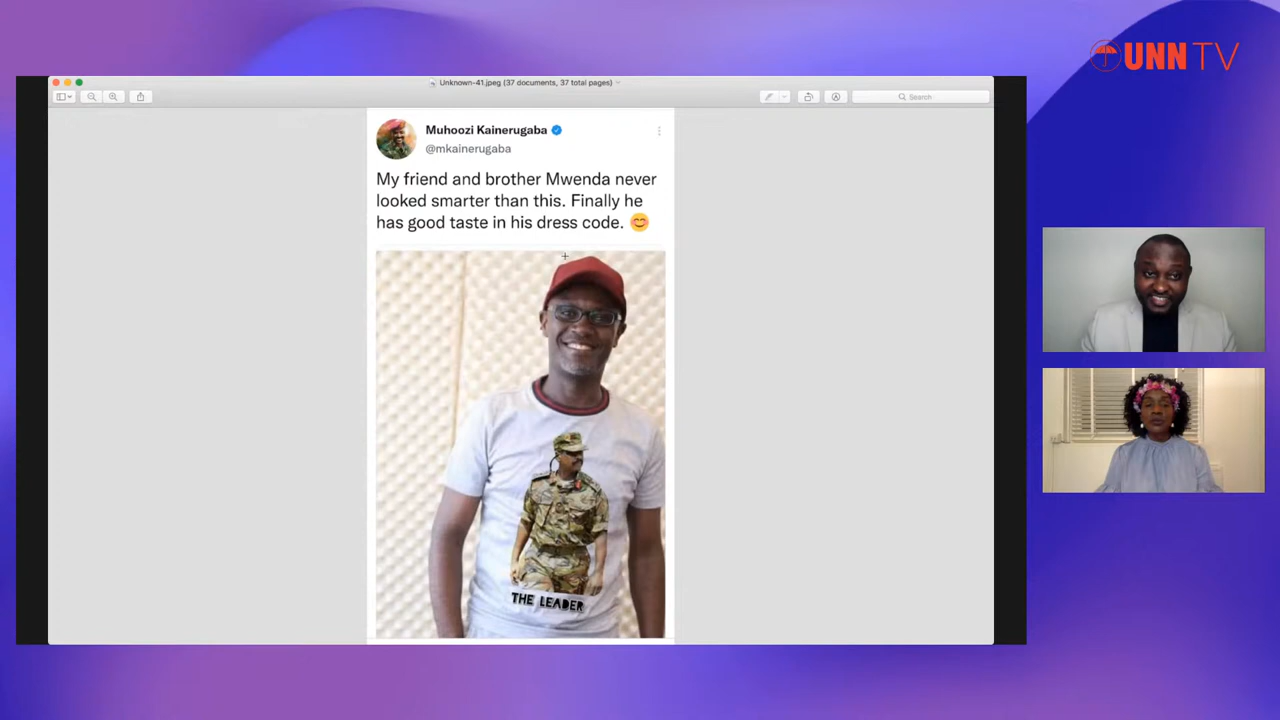 UNN TV
Unknown-41.jpeg (37 documents, 37 total pages)
Search
Muhoozi Kainerugaba
@mkainerugaba
My friend and brother Mwenda never
looked smarter than this. Finally he
has good taste in his dress code. 😊
THE LEADER